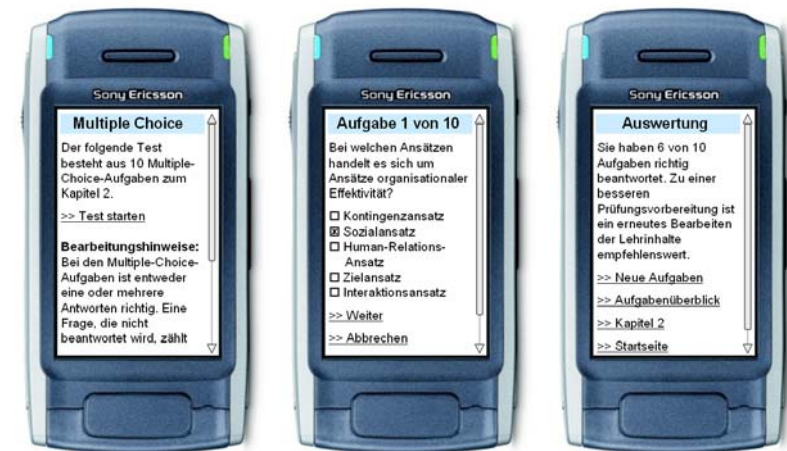 Sony Ericsson
Multiple Choice
Der folgende Test
besteht aus 10 Multiple-
Choice-Aufgaben zum
Kapitel 2.
>> Test starten
Bearbeitungshinweise:
Bei den Multiple-Choice-
Aufgaben ist entweder
eine oder mehrere
Antworten richtig. Eine
Frage, die nicht
beantwortet wird, zählt
Sony Ericsson
Aufgabe 1 von 10
Bei welchen Ansätzen
handelt es sich um
Ansätze organisationaler
Effektivität?
Kontingenzansatz
Sozialansatz
Human-Relations-
Ansatz
Zielansatz
Interaktionsansatz
>> Weiter
>> Abbrechen
Sony Ericsson
Auswertung
Sie haben 6 von 10
Aufgaben richtig
beantwortet. Zu einer
besseren
Prüfungsvorbereitung ist
ein erneutes Bearbeiten
der Lehrinhalte
empfehlenswert.
>> Neue Aufgaben
>> Aufgabenüberblick
>> Kapitel 2
>> Startseite